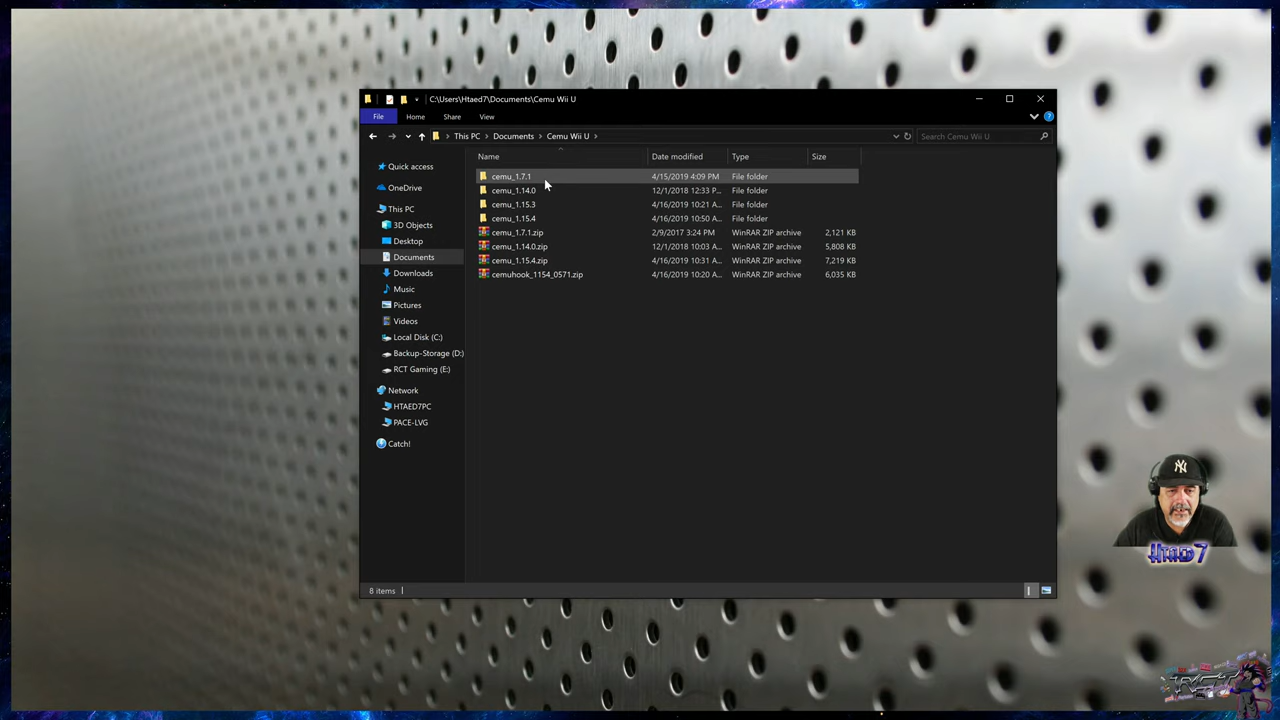 C:\Users\Htaed7\Documents\Cemu Wii U
File Home Share View
This PC Documents Cemu Wii U
Search Cemu Wii U
Name Date modified Type Size
cemu_1.7.1 4/15/2019 4:09 PM File folder
cemu_1.14.0 12/1/2018 12:33 P... File folder
cemu_1.15.3 4/16/2019 10:21 A... File folder
cemu_1.15.4 4/16/2019 10:50 A... File folder
cemu_1.7.1.zip 2/9/2017 3:24 PM WinRAR ZIP archive 2,121 KB
cemu_1.14.0.zip 12/1/2018 10:03 A... WinRAR ZIP archive 5,808 KB
cemu_1.15.4.zip 4/16/2019 10:31 A... WinRAR ZIP archive 7,219 KB
cemuhook_1154_0571.zip 4/16/2019 10:20 A... WinRAR ZIP archive 6,035 KB
Quick access
OneDrive
This PC
3D Objects
Desktop
Documents
Downloads
Music
Pictures
Videos
Local Disk (C:)
Backup-Storage (D:)
RCT Gaming (E:)
Network
HTAED7PC
PACE-LVG
Catch!
8 items
NY
Htaed7
RCT